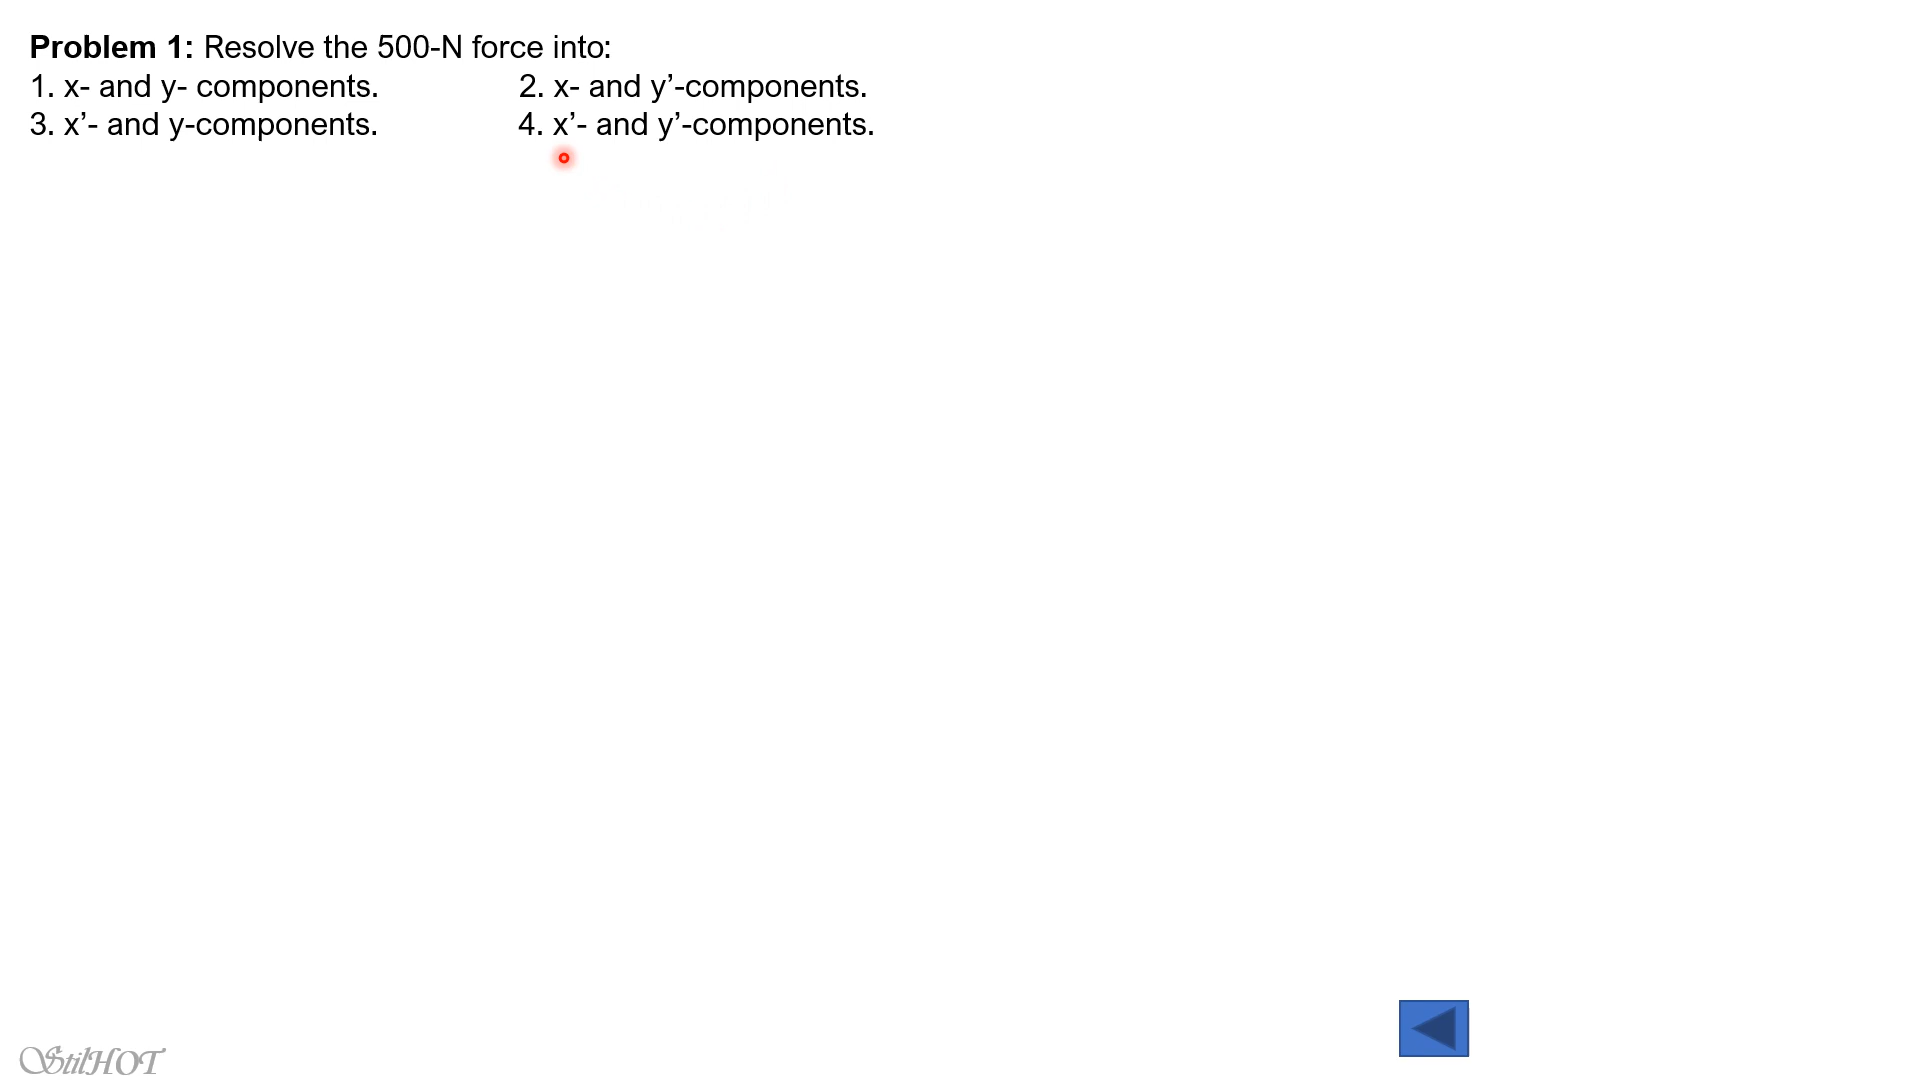 Problem 1: Resolve the 500-N force into:
1. x- and y- components. 2. x- and y’-components.
3. x’- and y-components. 4. x’- and y’-components.
StilHOT